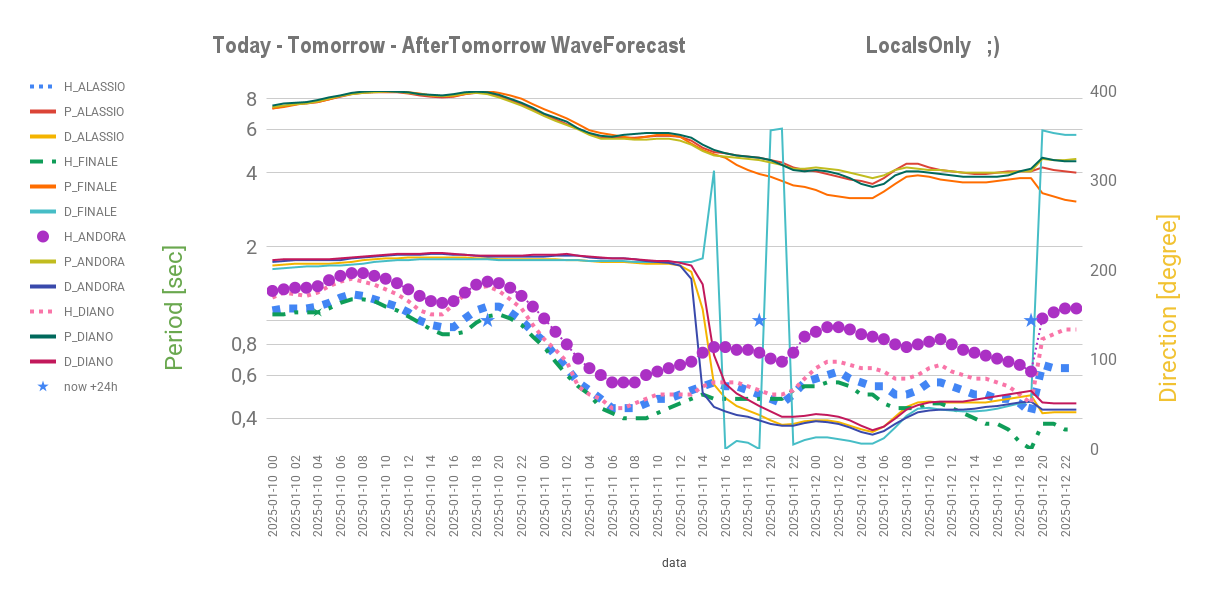 Today - Tomorrow - AfterTomorrow WaveForecast LocalsOnly ;)
H_ALASSIO
P_ALASSIO
D_ALASSIO
H_FINALE
P_FINALE
D_FINALE
H_ANDORA
P_ANDORA
D_ANDORA
H_DIANO
P_DIANO
D_DIANO
now +24h
Period [sec]
8
6
4
2
0,8
0,6
0,4
400
300
200
100
0
Direction [degree]
2025-01-10 00
2025-01-10 02
2025-01-10 04
2025-01-10 06
2025-01-10 08
2025-01-10 10
2025-01-10 12
2025-01-10 14
2025-01-10 16
2025-01-10 18
2025-01-10 20
2025-01-10 22
2025-01-11 00
2025-01-11 02
2025-01-11 04
2025-01-11 06
2025-01-11 08
2025-01-11 10
2025-01-11 12
2025-01-11 14
2025-01-11 16
2025-01-11 18
2025-01-11 20
2025-01-11 22
2025-01-12 00
2025-01-12 02
2025-01-12 04
2025-01-12 06
2025-01-12 08
2025-01-12 10
2025-01-12 12
2025-01-12 14
2025-01-12 16
2025-01-12 18
2025-01-12 20
2025-01-12 22
data